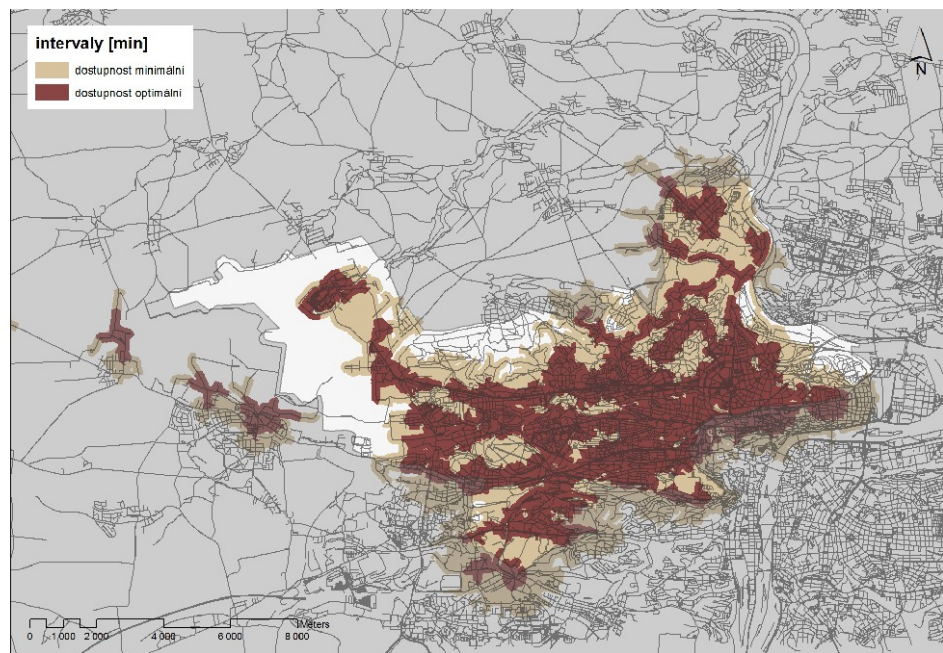 intervaly [min]
dostupnost minimální
dostupnost optimální
N
0 1 000 2 000 4 000 6 000 8 000 Meters